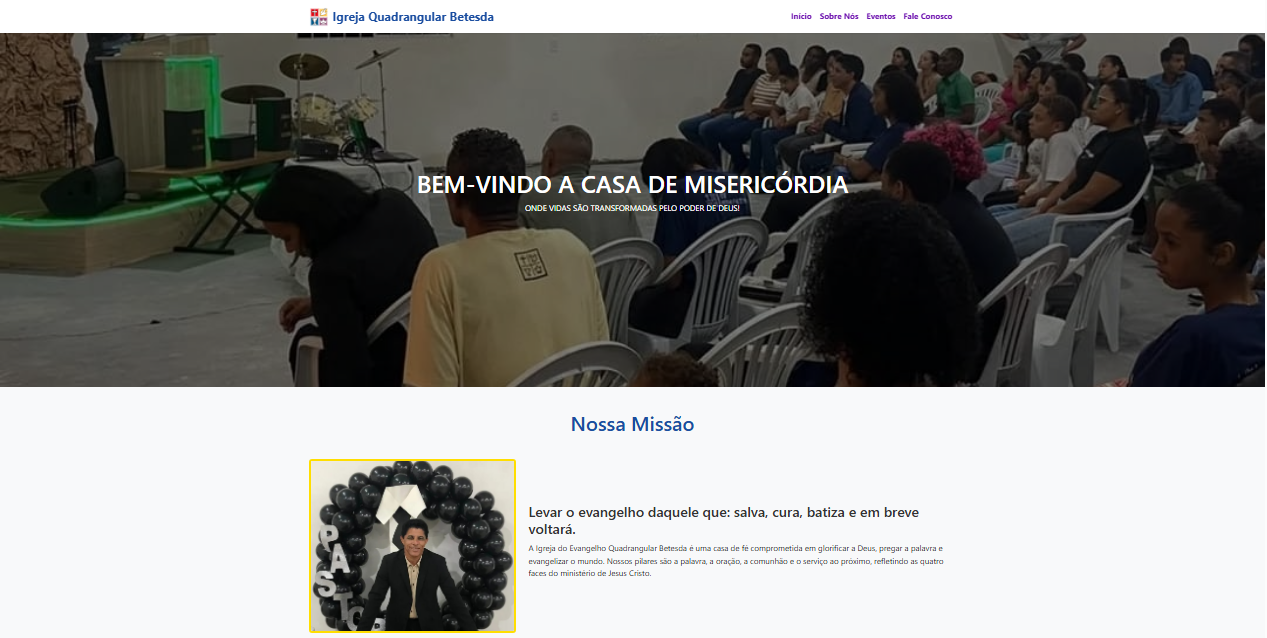 Igreja Quadrangular Betesda
Início Sobre Nós Eventos Fale Conosco
BEM-VINDO A CASA DE MISERICÓRDIA
ONDE VIDAS SÃO TRANSFORMADAS PELO PODER DE DEUS!
Nossa Missão
PASTO
Levar o evangelho daquele que: salva, cura, batiza e em breve
voltará.
A Igreja do Evangelho Quadrangular Betesda é uma casa de fé comprometida em glorificar a Deus, pregar a palavra e
evangelizar o mundo. Nossos pilares são a palavra, a oração, a comunhão e o serviço ao próximo, refletindo as quatro
faces do ministério de Jesus Cristo.